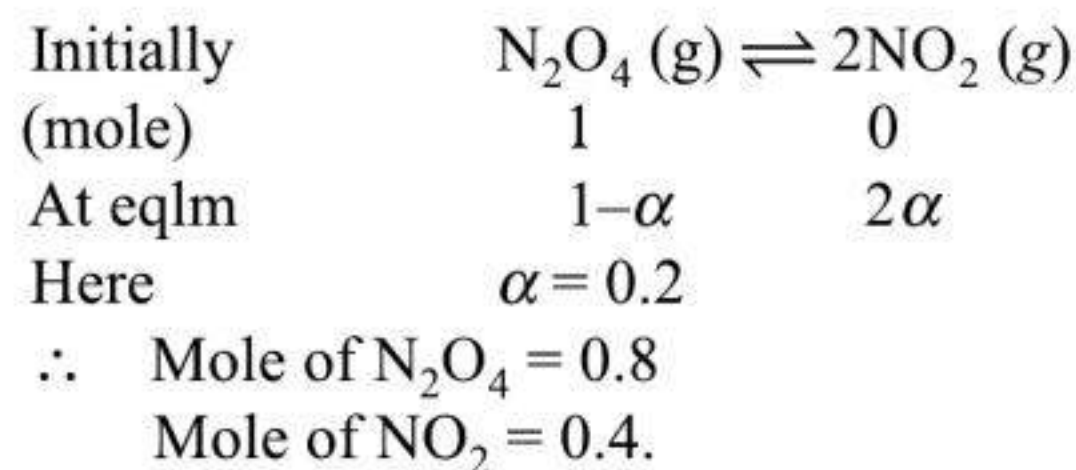 Initially N₂O₄ (g) ⇌ 2NO₂ (g)
(mole) 1 0
At eqlm 1–α 2α
Here α = 0.2
∴ Mole of N₂O₄ = 0.8
Mole of NO₂ = 0.4.